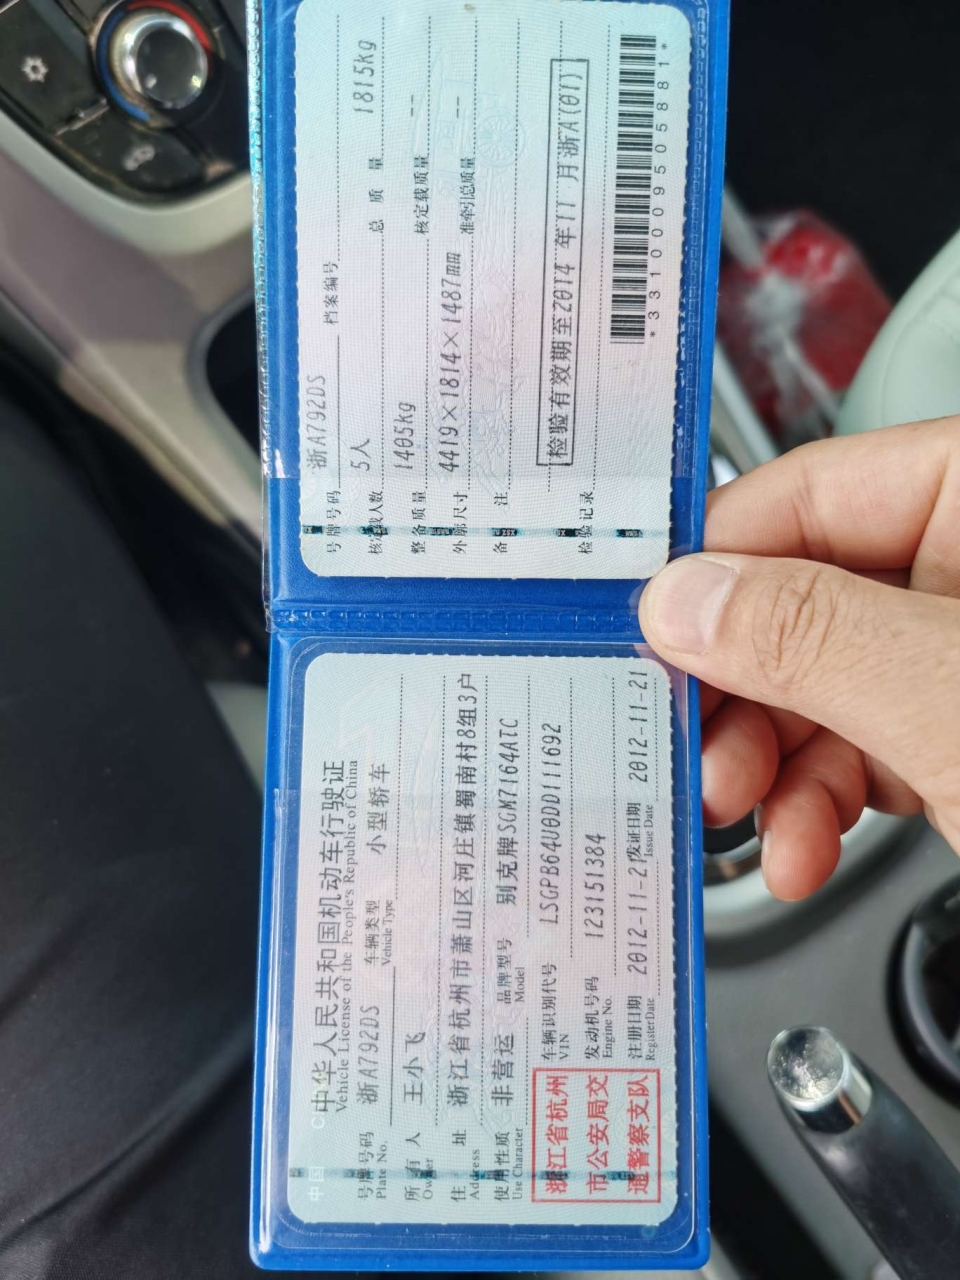 中华人民共和国机动车行驶证
Vehicle License of the People's Republic of China
号牌号码 浙A792DS 车辆类型 小型轿车
Plate No. Vehicle Type
所有人 王小飞
Owner
住址 浙江省杭州市萧山区河庄镇蜀南村8组3户
Address
使用性质 非营运 品牌型号 别克牌SGM7164ATC
Use Character Model
浙江省杭州
市公安局交
通警察支队
车辆识别代号 LSGPB64U0DD111692
VIN
发动机号码 123151384
Engine No.
注册日期 2012-11-21 发证日期 2012-11-21
Register Date Issue Date
号牌号码 浙A792DS 档案编号
核定载人数 5人 总质量 1815kg
整备质量 1405kg 核定载质量 --
外廓尺寸 4419×1814×1487mm 准牵引总质量 --
备注
检验记录 检验有效期至2014年11月浙A(01)
*3310009505881*